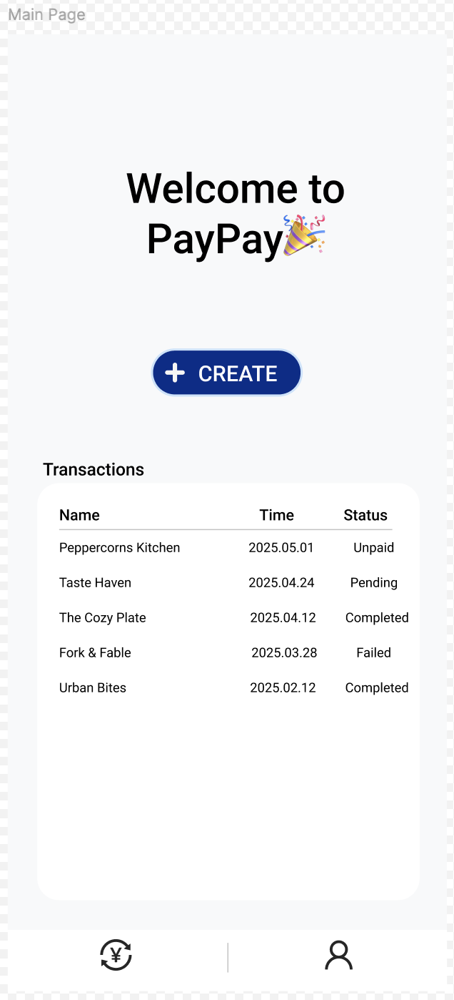 Main Page
Welcome to
PayPay🎉
CREATE
Transactions
Name Time Status
Peppercorns Kitchen 2025.05.01 Unpaid
Taste Haven 2025.04.24 Pending
The Cozy Plate 2025.04.12 Completed
Fork & Fable 2025.03.28 Failed
Urban Bites 2025.02.12 Completed
¥